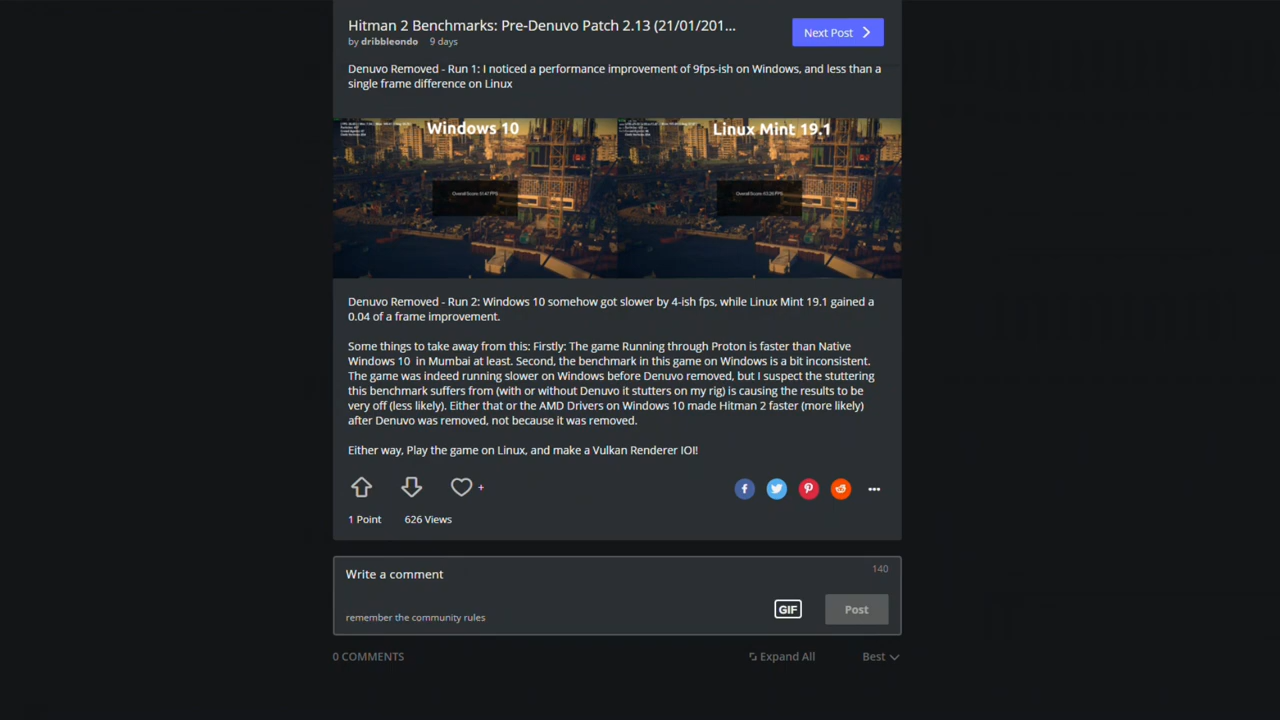 Hitman 2 Benchmarks: Pre-Denuvo Patch 2.13 (21/01/201...
by dribbleondo 9 days
Next Post
Denuvo Removed - Run 1: I noticed a performance improvement of 9fps-ish on Windows, and less than a
single frame difference on Linux
Windows 10
Linux Mint 19.1
Denuvo Removed - Run 2: Windows 10 somehow got slower by 4-ish fps, while Linux Mint 19.1 gained a
0.04 of a frame improvement.
Some things to take away from this: Firstly: The game Running through Proton is faster than Native
Windows 10 in Mumbai at least. Second, the benchmark in this game on Windows is a bit inconsistent.
The game was indeed running slower on Windows before Denuvo removed, but I suspect the stuttering
this benchmark suffers from (with or without Denuvo it stutters on my rig) is causing the results to be
very off (less likely). Either that or the AMD Drivers on Windows 10 made Hitman 2 faster (more likely)
after Denuvo was removed, not because it was removed.
Either way, Play the game on Linux, and make a Vulkan Renderer IOI!
+
1 Point 626 Views
Write a comment
140
remember the community rules
GIF
Post
0 COMMENTS
Expand All
Best